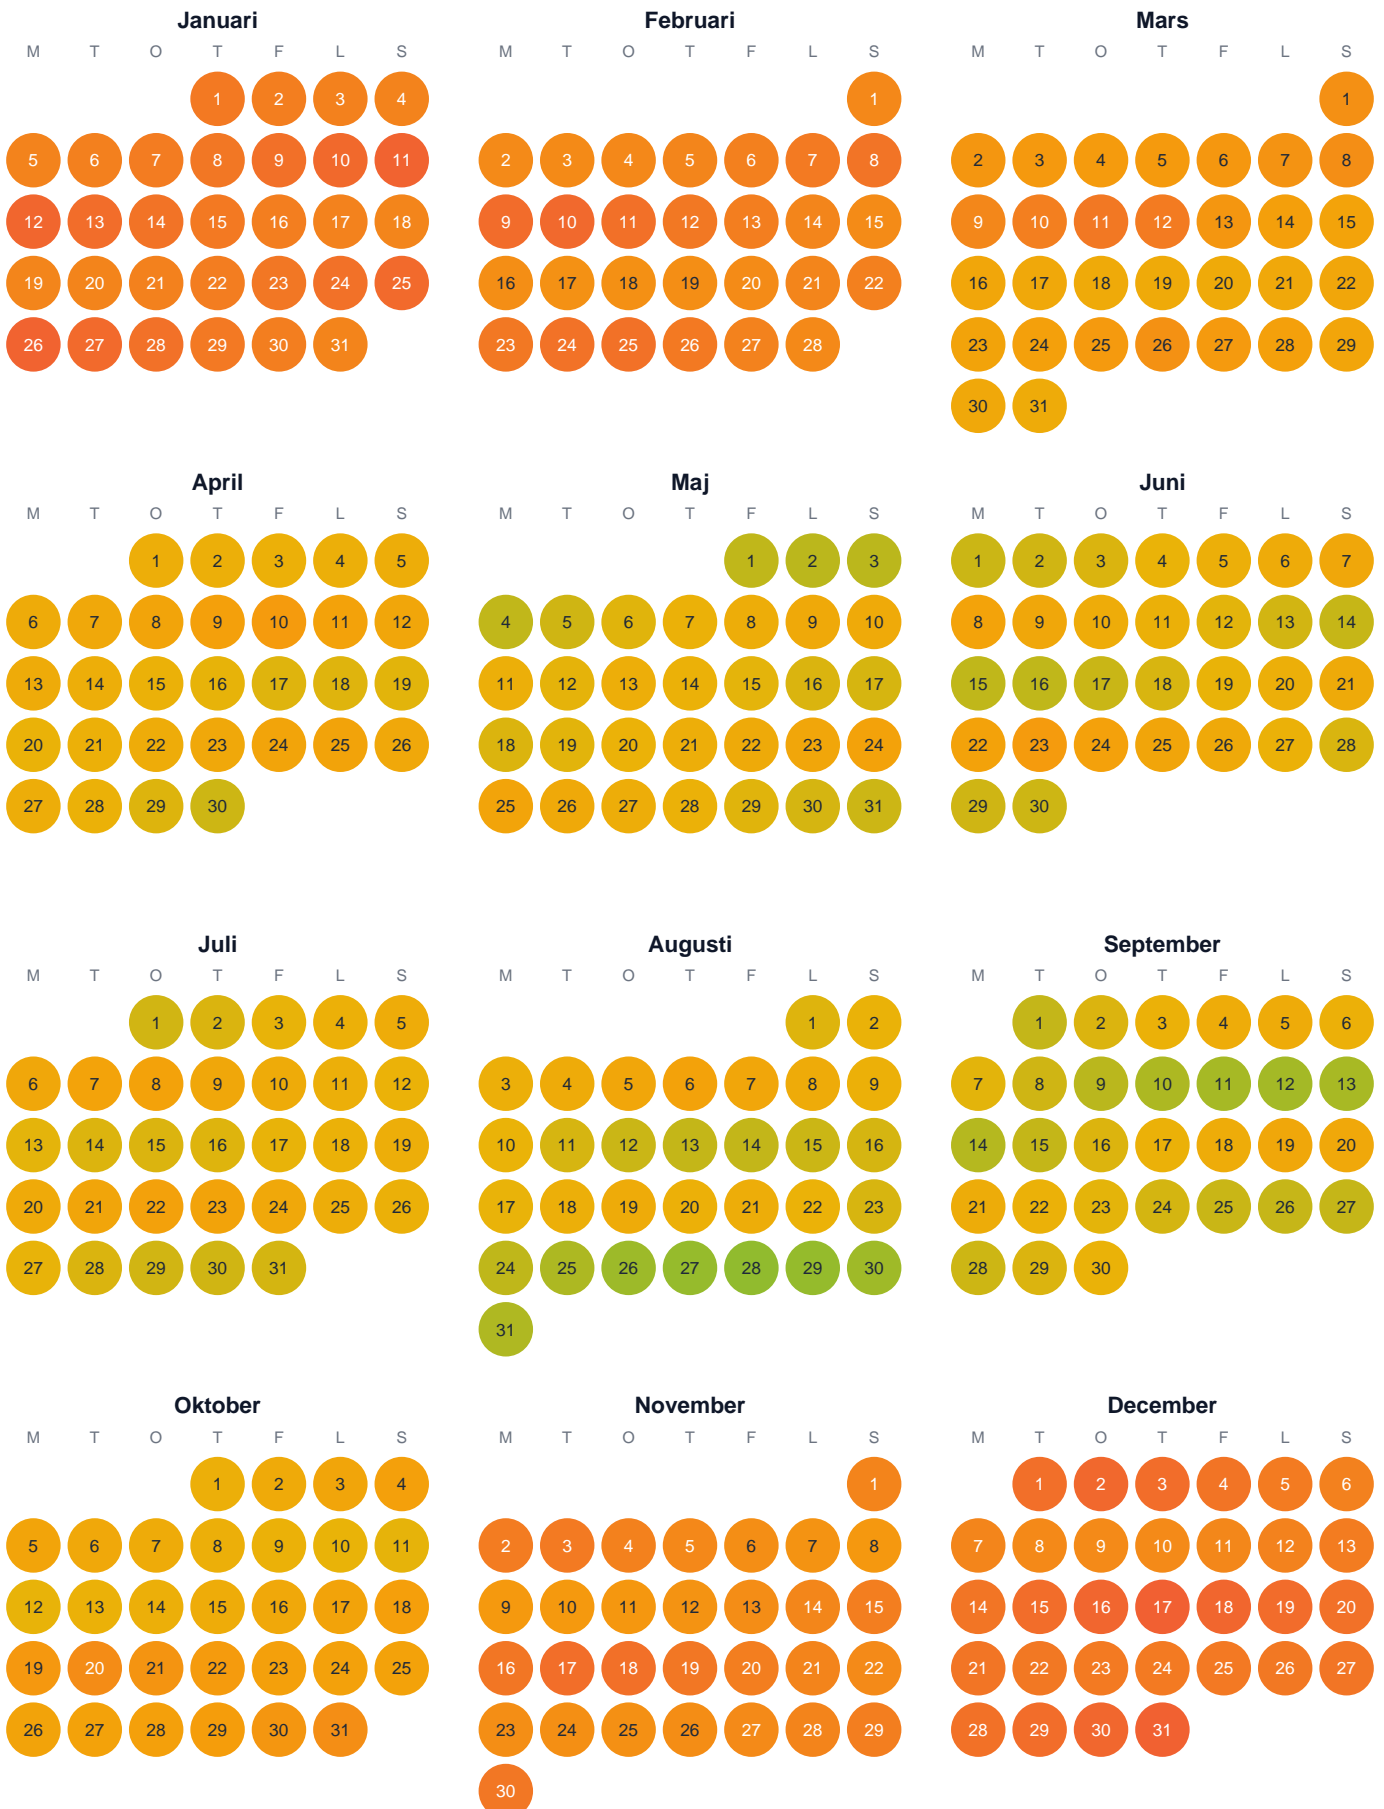 Januari Februari Mars
M T O T F L S M T O T F L S M T O T F L S
1 2 3 4 1 1
5 6 7 8 9 10 11 2 3 4 5 6 7 8 2 3 4 5 6 7 8
12 13 14 15 16 17 18 9 10 11 12 13 14 15 9 10 11 12 13 14 15
19 20 21 22 23 24 25 16 17 18 19 20 21 22 16 17 18 19 20 21 22
26 27 28 29 30 31 23 24 25 26 27 28 23 24 25 26 27 28 29
30 31
April Maj Juni
M T O T F L S M T O T F L S M T O T F L S
1 2 3 4 5 1 2 3 1 2 3 4 5 6 7
6 7 8 9 10 11 12 4 5 6 7 8 9 10 8 9 10 11 12 13 14
13 14 15 16 17 18 19 11 12 13 14 15 16 17 15 16 17 18 19 20 21
20 21 22 23 24 25 26 18 19 20 21 22 23 24 22 23 24 25 26 27 28
27 28 29 30 25 26 27 28 29 30 31 29 30
Juli Augusti September
M T O T F L S M T O T F L S M T O T F L S
1 2 3 4 5 1 2 1 2 3 4 5 6
6 7 8 9 10 11 12 3 4 5 6 7 8 9 7 8 9 10 11 12 13
13 14 15 16 17 18 19 10 11 12 13 14 15 16 14 15 16 17 18 19 20
20 21 22 23 24 25 26 17 18 19 20 21 22 23 21 22 23 24 25 26 27
27 28 29 30 31 24 25 26 27 28 29 30 28 29 30
31
Oktober November December
M T O T F L S M T O T F L S M T O T F L S
1 2 3 4 1 1 2 3 4 5 6
5 6 7 8 9 10 11 2 3 4 5 6 7 8 7 8 9 10 11 12 13
12 13 14 15 16 17 18 9 10 11 12 13 14 15 14 15 16 17 18 19 20
19 20 21 22 23 24 25 16 17 18 19 20 21 22 21 22 23 24 25 26 27
26 27 28 29 30 31 23 24 25 26 27 28 29 28 29 30 31
30